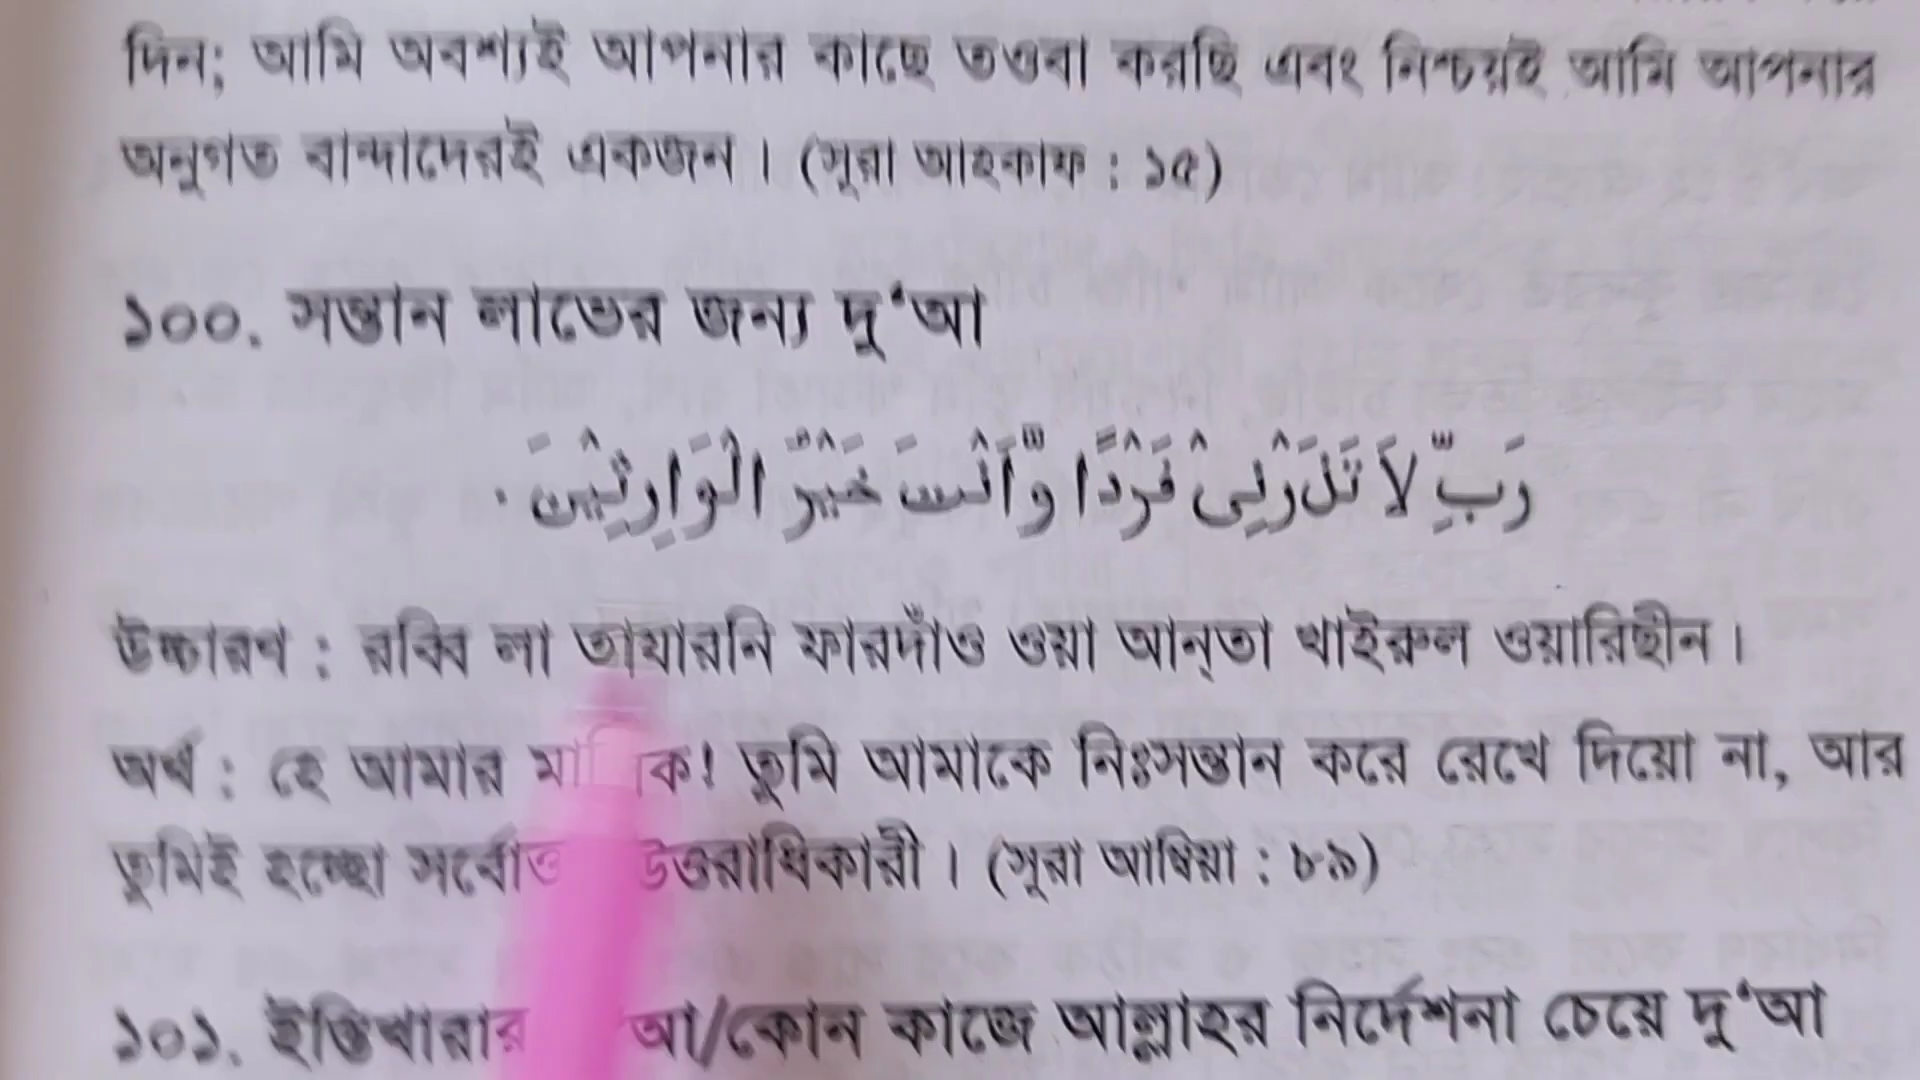 দিন; আমি অবশ্যই আপনার কাছে তওবা করছি এবং নিশ্চয়ই আমি আপনার
অনুগত বান্দাদেরই একজন। (সূরা আহকাফ : ১৫)
১০০. সন্তান লাভের জন্য দু‘আ
رَبِّ لاَ تَذَرْنِىْ فَرْدًا وَّاَنْتَ خَيْرُ الْوَارِثِيْنَ .
উচ্চারণ : রব্বি লা তাযারনি ফারদাঁও ওয়া আন্‌তা খাইরুল ওয়ারিছীন।
অর্থ : হে আমার মা কি! তুমি আমাকে নিঃসন্তান করে রেখে দিয়ো না, আর
তুমিই হচ্ছো সর্বোত উত্তরাধিকারী। (সূরা আম্বিয়া : ৮৯)
১০১. ইস্তিখারার আ/কোন কাজে আল্লাহর নির্দেশনা চেয়ে দু‘আ